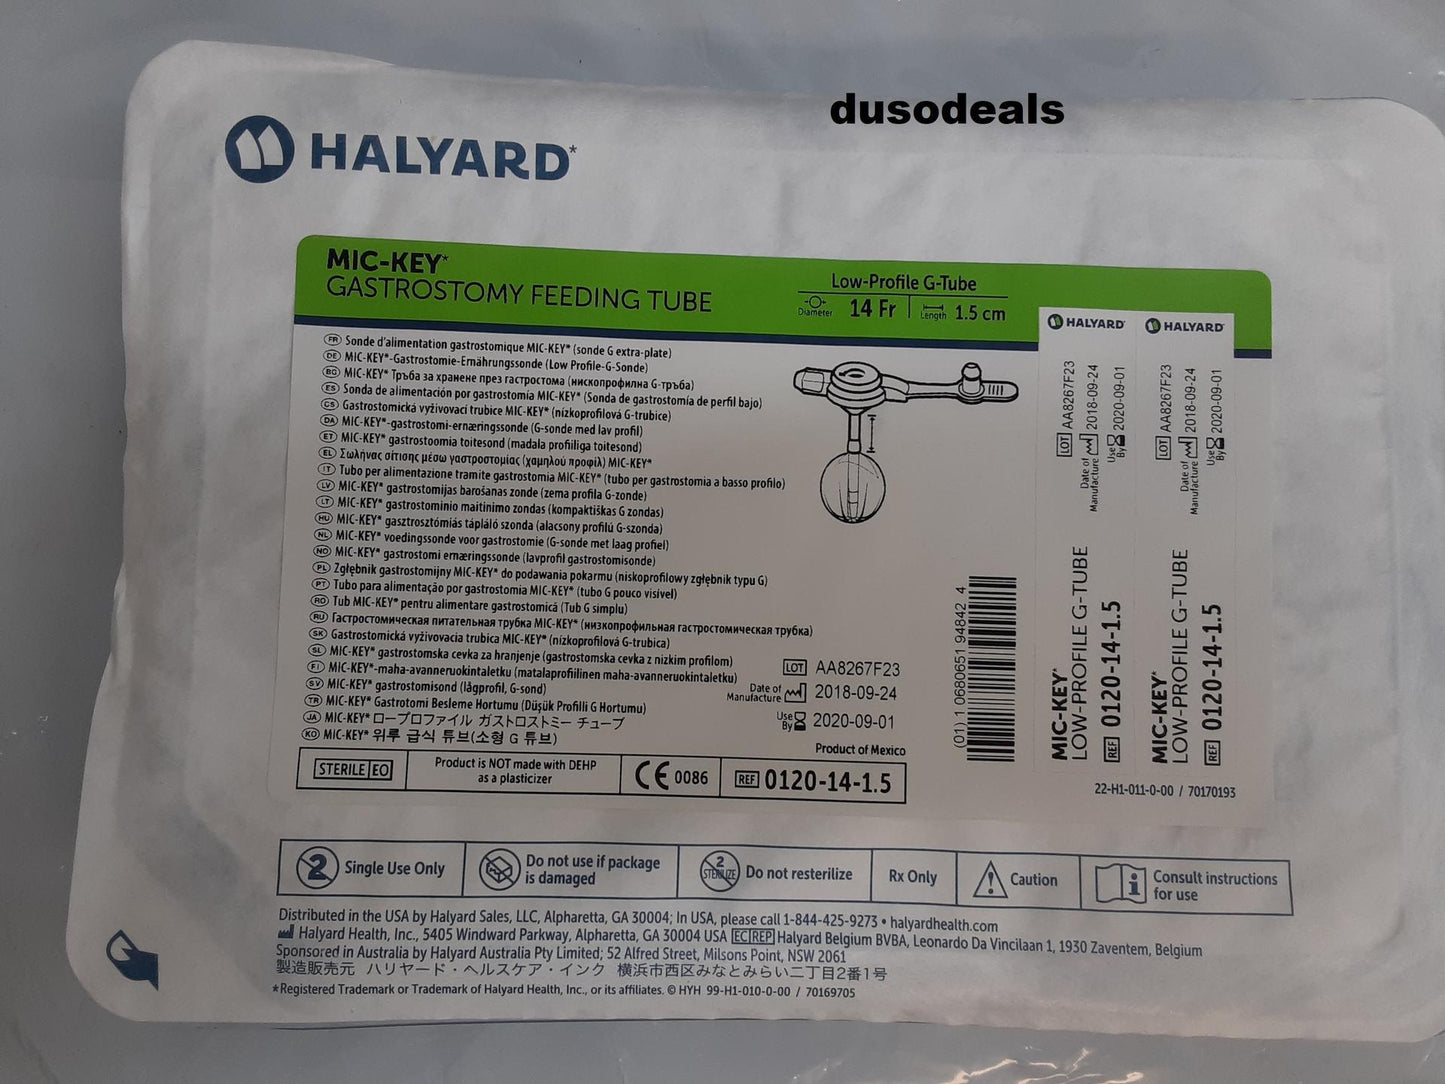 dusodeals
HALYARD*
MIC-KEY*
GASTROSTOMY FEEDING TUBE
Low-Profile G-Tube
Diameter 14 Fr Length 1.5 cm
FR Sonde d'alimentation gastrostomique MIC-KEY* (sonde G extra-plate)
DE MIC-KEY*-Gastrostomie-Ernährungssonde (Low Profile-G-Sonde)
BG MIC-KEY* Тръба за хранене през гастростома (нископрофилна G-тръба)
ES Sonda de alimentación por gastrostomía MIC-KEY* (Sonda de gastrostomía de perfil bajo)
CS Gastrostomická vyživovací trubice MIC-KEY* (nízkoprofilová G-trubice)
DA MIC-KEY*-gastrostomi-ernæringssonde (G-sonde med lav profil)
ET MIC-KEY* gastrostoomia toitesond (madala profiiliga toitesond)
EL Σωλήνας σίτισης μέσω γαστροστομίας (χαμηλού προφίλ) MIC-KEY*
IT Tubo per alimentazione tramite gastrostomia MIC-KEY* (tubo per gastrostomia a basso profilo)
LV MIC-KEY* gastrostomijas barošanas zonde (zema profila G-zonde)
LT MIC-KEY* gastrostominio maitinimo zondas (kompaktiškas G zondas)
HU MIC-KEY* gasztrosztómiás tápláló szonda (alacsony profilú G-szonda)
NL MIC-KEY* voedingssonde voor gastrostomie (G-sonde met laag profiel)
NO MIC-KEY* gastrostomi ernæringssonde (lavprofil gastrostomisonde)
PL Zgłębnik gastrostomijny MIC-KEY* do podawania pokarmu (niskoprofilowy zgłębnik typu G)
PT Tubo para alimentação por gastrostomia MIC-KEY* (tubo G pouco visível)
RO Tub MIC-KEY* pentru alimentare gastrostomică (Tub G simplu)
RU Гастростомическая питательная трубка MIC-KEY* (низкопрофильная гастростомическая трубка)
SK Gastrostomická vyživovacia trubica MIC-KEY* (nízkoprofilová G-trubica)
SL MIC-KEY* gastrostomska cevka za hranjenje (gastrostomska cevka z nizkim profilom)
FI MIC-KEY*-maha-avanneruokintaletku (matalaprofiilinen maha-avanneruokintaletku)
SV MIC-KEY* gastrostomisond (lågprofil, G-sond)
TR MIC-KEY* Gastrotomi Besleme Hortumu (Düşük Profilli G Hortumu)
JA MIC-KEY* ロープロファイル ガストロストミー チューブ
KO MIC-KEY* 위루 급식 튜브(소형 G 튜브)
LOT AA8267F23
Date of Manufacture 2018-09-24
Use By 2020-09-01
Product of Mexico
STERILE EO
Product is NOT made with DEHP
as a plasticizer
CE 0086
REF 0120-14-1.5
(01) 1 0680651 94842 4
HALYARD*
LOT AA8267F23
Date of Manufacture 2018-09-24
Use By 2020-09-01
MIC-KEY*
LOW-PROFILE G-TUBE
REF 0120-14-1.5
HALYARD*
LOT AA8267F23
Date of Manufacture 2018-09-24
Use By 2020-09-01
MIC-KEY*
LOW-PROFILE G-TUBE
REF 0120-14-1.5
22-H1-011-0-00 / 70170193
2 Single Use Only
Do not use if package
is damaged
2 STERILIZE Do not resterilize
Rx Only
Caution
Consult instructions
for use
Distributed in the USA by Halyard Sales, LLC, Alpharetta, GA 30004; In USA, please call 1-844-425-9273 • halyardhealth.com
Halyard Health, Inc., 5405 Windward Parkway, Alpharetta, GA 30004 USA EC REP Halyard Belgium BVBA, Leonardo Da Vincilaan 1, 1930 Zaventem, Belgium
Sponsored in Australia by Halyard Australia Pty Limited; 52 Alfred Street, Milsons Point, NSW 2061
製造販売元 ハリヤード・ヘルスケア・インク 横浜市西区みなとみらい二丁目2番1号
*Registered Trademark or Trademark of Halyard Health, Inc., or its affiliates. © HYH 99-H1-010-0-00 / 70169705